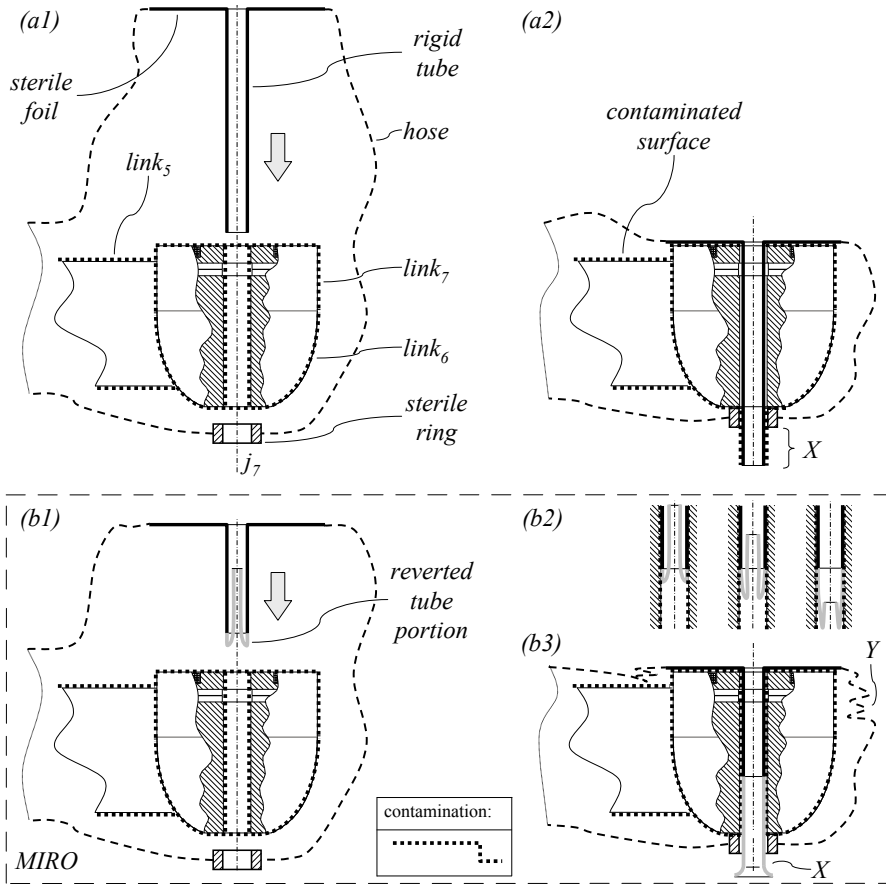 (a1)
rigid
tube
sterile
foil
hose
link5
link7
link6
sterile
ring
j7
(a2)
contaminated
surface
X
(b1)
reverted
tube
portion
(b2)
(b3)
Y
contamination:
MIRO
X